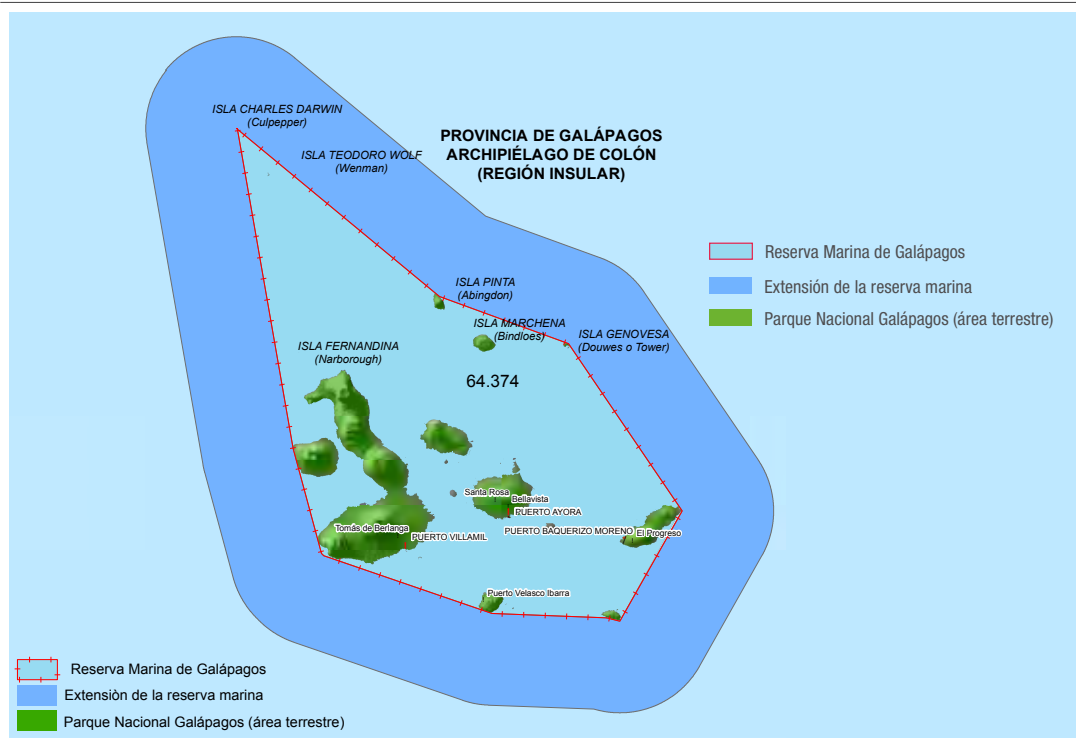 ISLA CHARLES DARWIN
(Culpepper)
PROVINCIA DE GALÁPAGOS
ARCHIPIÉLAGO DE COLÓN
(REGIÓN INSULAR)
ISLA TEODORO WOLF
(Wenman)
Reserva Marina de Galápagos
Extensión de la reserva marina
Parque Nacional Galápagos (área terrestre)
ISLA PINTA
(Abingdon)
ISLA MARCHENA
(Bindloes)
ISLA GENOVESA
(Douwes o Tower)
ISLA FERNANDINA
(Narborough)
64.374
Santa Rosa
Bellavista
PUERTO AYORA
Tomás de Berlanga
PUERTO VILLAMIL
PUERTO BAQUERIZO MORENO
El Progreso
Puerto Velasco Ibarra
Reserva Marina de Galápagos
Extensiòn de la reserva marina
Parque Nacional Galápagos (área terrestre)